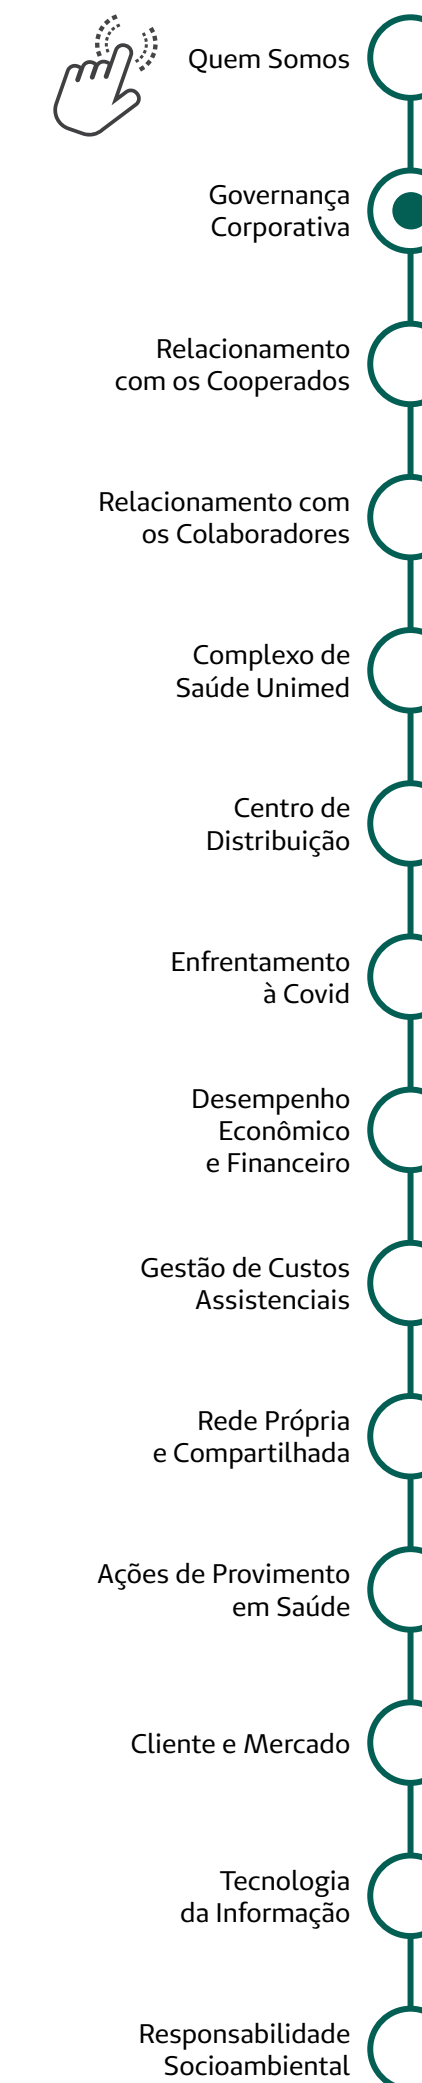 Quem Somos
Governança
Corporativa
Relacionamento
com os Cooperados
Relacionamento com
os Colaboradores
Complexo de
Saúde Unimed
Centro de
Distribuição
Enfrentamento
à Covid
Desempenho
Econômico
e Financeiro
Gestão de Custos
Assistenciais
Rede Própria
e Compartilhada
Ações de Provimento
em Saúde
Cliente e Mercado
Tecnologia
da Informação
Responsabilidade
Socioambiental